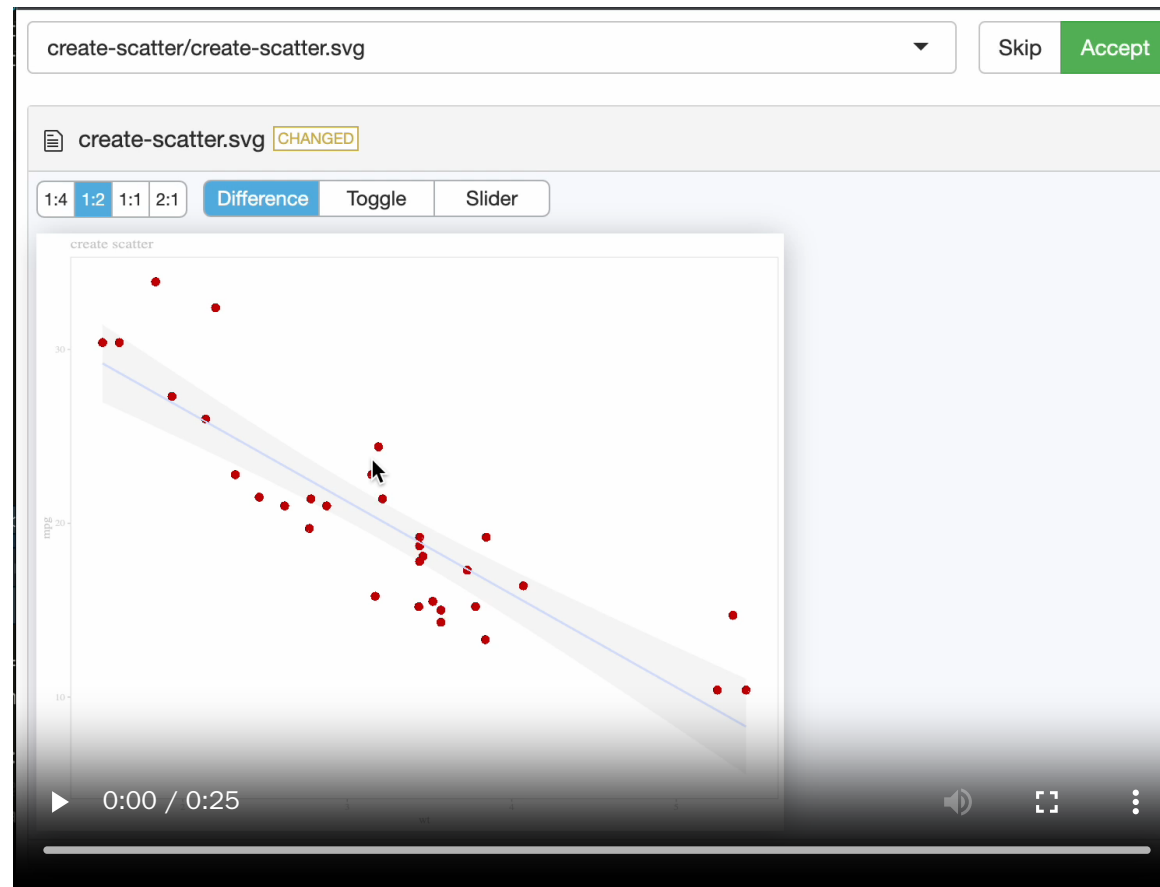 create-scatter/create-scatter.svg
Skip
Accept
create-scatter.svg CHANGED
1:4 1:2 1:1 2:1
Difference Toggle Slider
create scatter
30
20
mpg
10
wt
0:00 / 0:25